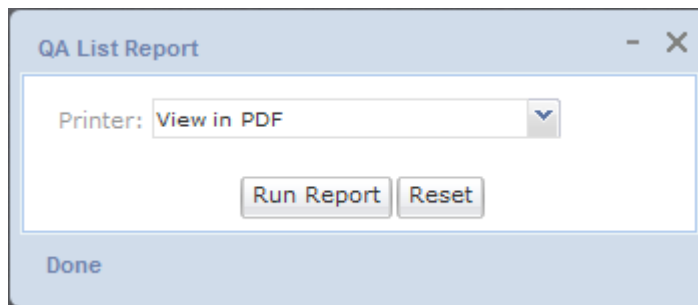 QA List Report
Printer: View in PDF
Run Report Reset
Done